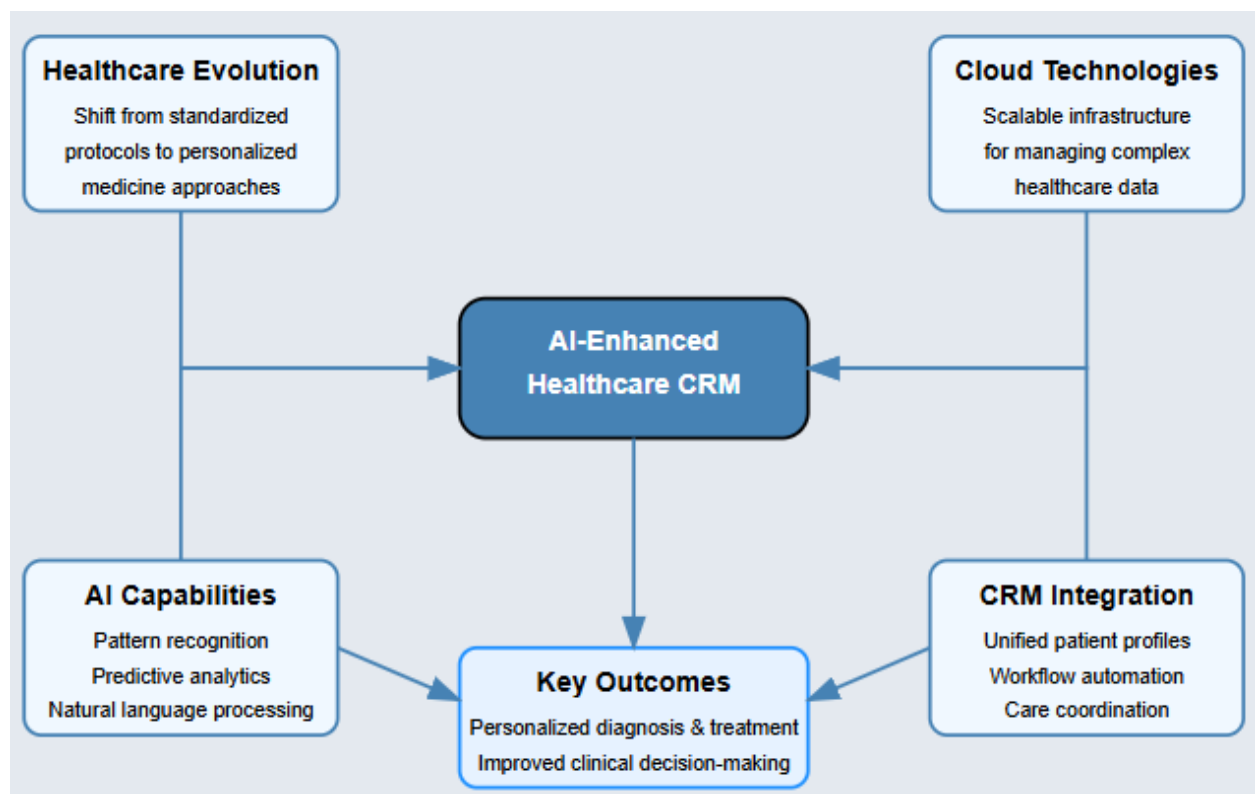 Healthcare Evolution
Shift from standardized
protocols to personalized
medicine approaches
Cloud Technologies
Scalable infrastructure
for managing complex
healthcare data
AI-Enhanced
Healthcare CRM
AI Capabilities
Pattern recognition
Predictive analytics
Natural language processing
Key Outcomes
Personalized diagnosis & treatment
Improved clinical decision-making
CRM Integration
Unified patient profiles
Workflow automation
Care coordination